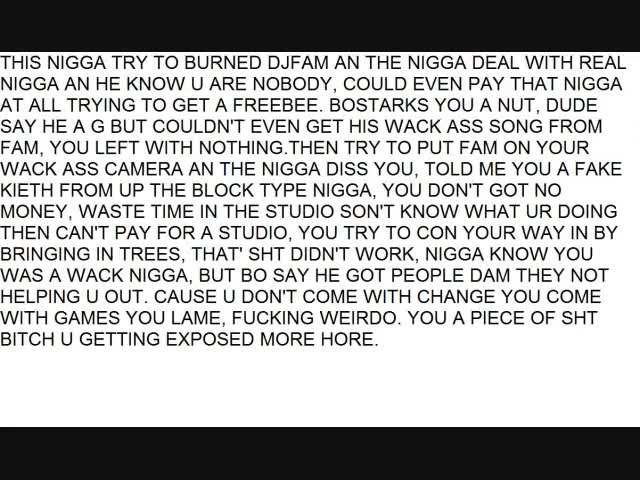 THIS NIGGA TRY TO BURNED DJFAM AN THE NIGGA DEAL WITH REAL
NIGGA AN HE KNOW U ARE NOBODY, COULD EVEN PAY THAT NIGGA
AT ALL TRYING TO GET A FREEBEE. BOSTARKS YOU A NUT, DUDE
SAY HE A G BUT COULDN'T EVEN GET HIS WACK ASS SONG FROM
FAM, YOU LEFT WITH NOTHING.THEN TRY TO PUT FAM ON YOUR
WACK ASS CAMERA AN THE NIGGA DISS YOU, TOLD ME YOU A FAKE
KIETH FROM UP THE BLOCK TYPE NIGGA, YOU DON'T GOT NO
MONEY, WASTE TIME IN THE STUDIO SON'T KNOW WHAT UR DOING
THEN CAN'T PAY FOR A STUDIO, YOU TRY TO CON YOUR WAY IN BY
BRINGING IN TREES, THAT' SHT DIDN'T WORK, NIGGA KNOW YOU
WAS A WACK NIGGA, BUT BO SAY HE GOT PEOPLE DAM THEY NOT
HELPING U OUT. CAUSE U DON'T COME WITH CHANGE YOU COME
WITH GAMES YOU LAME, FUCKING WEIRDO. YOU A PIECE OF SHT
BITCH U GETTING EXPOSED MORE HORE.